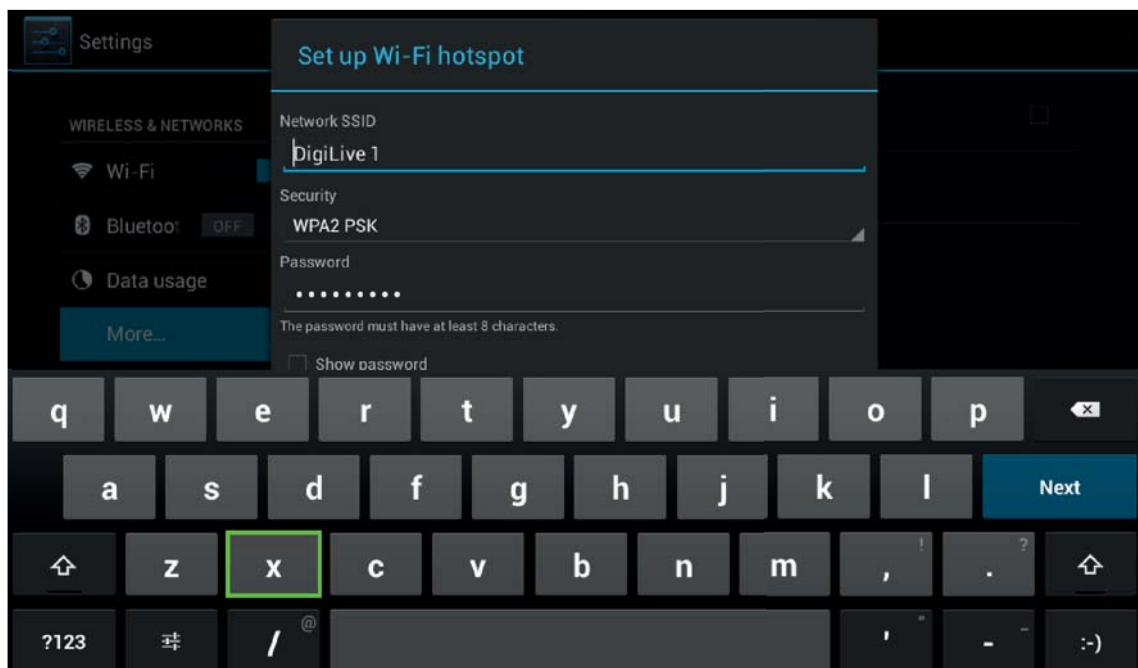 Settings
Set up Wi-Fi hotspot
WIRELESS & NETWORKS
Wi-Fi
Bluetoot OFF
Data usage
More...
Network SSID
DigiLive 1
Security
WPA2 PSK
Password
•••••••••
The password must have at least 8 characters.
Show password
q w e r t y u i o p
a s d f g h j k l Next
z x c v b n m , ! . ?
?123 / @ ' " - _ :-)